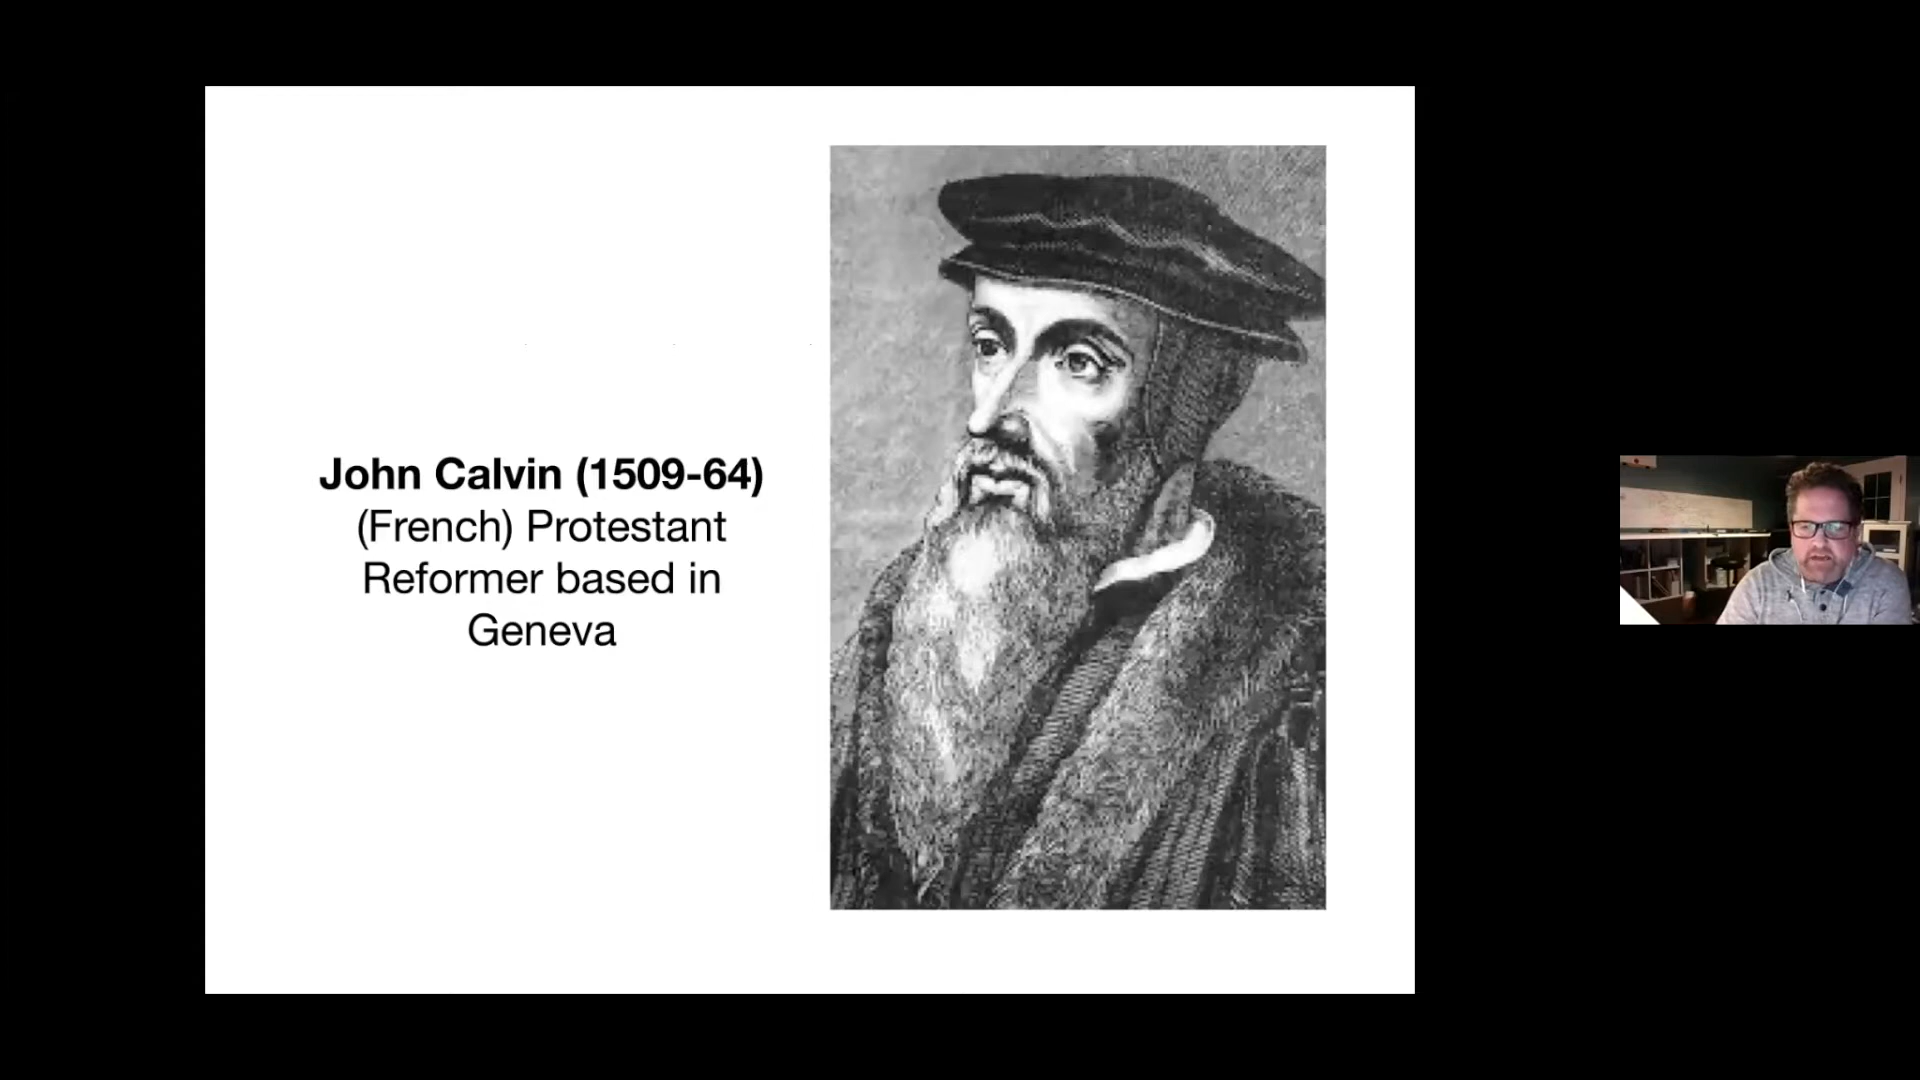 John Calvin (1509-64)
(French) Protestant
Reformer based in
Geneva